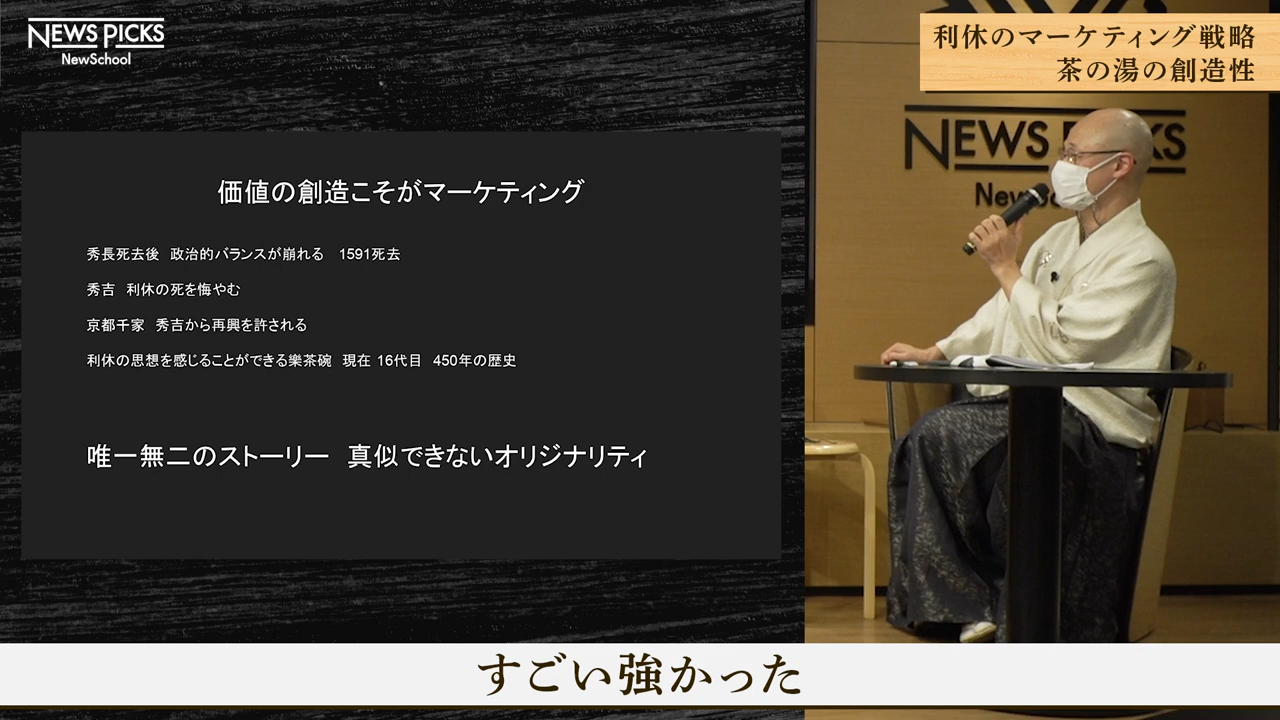 NEWS PICKS
NewSchool
利休のマーケティング戦略
茶の湯の創造性
価値の創造こそがマーケティング
秀長死去後 政治的バランスが崩れる 1591死去
秀吉 利休の死を悔やむ
京都千家 秀吉から再興を許される
利休の思想を感じることができる樂茶碗 現在 16代目 450年の歴史
唯一無二のストーリー 真似できないオリジナリティ
NEWS PICKS
すごい強かった